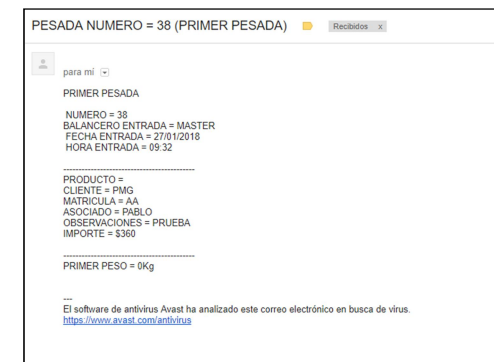 PESADA NUMERO = 38 (PRIMER PESADA) Recibidos x
para mí
PRIMER PESADA
NUMERO = 38
BALANCERO ENTRADA = MASTER
FECHA ENTRADA = 27/01/2018
HORA ENTRADA = 09:32
-------------------------------------------
PRODUCTO =
CLIENTE = PMG
MATRICULA = AA
ASOCIADO = PABLO
OBSERVACIONES = PRUEBA
IMPORTE = $360
-------------------------------------------
PRIMER PESO = 0Kg
---
El software de antivirus Avast ha analizado este correo electrónico en busca de virus.
https://www.avast.com/antivirus